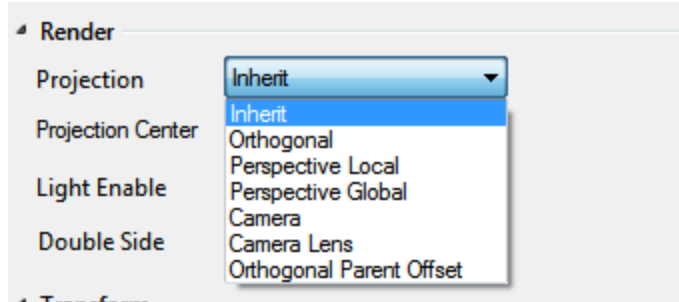 Render
Projection
Inherit
Inherit
Projection Center
Orthogonal
Perspective Local
Light Enable
Perspective Global
Camera
Double Side
Camera Lens
Orthogonal Parent Offset